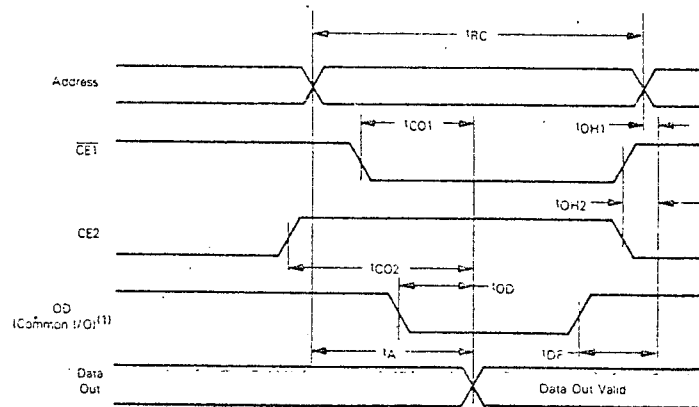 tRC
Address
tCO1
tOH1
CE1
tOH2
CE2
tCO2
tOD
OD
(Common I/O)(1)
tA
tDF
Data
Out
Data Out Valid